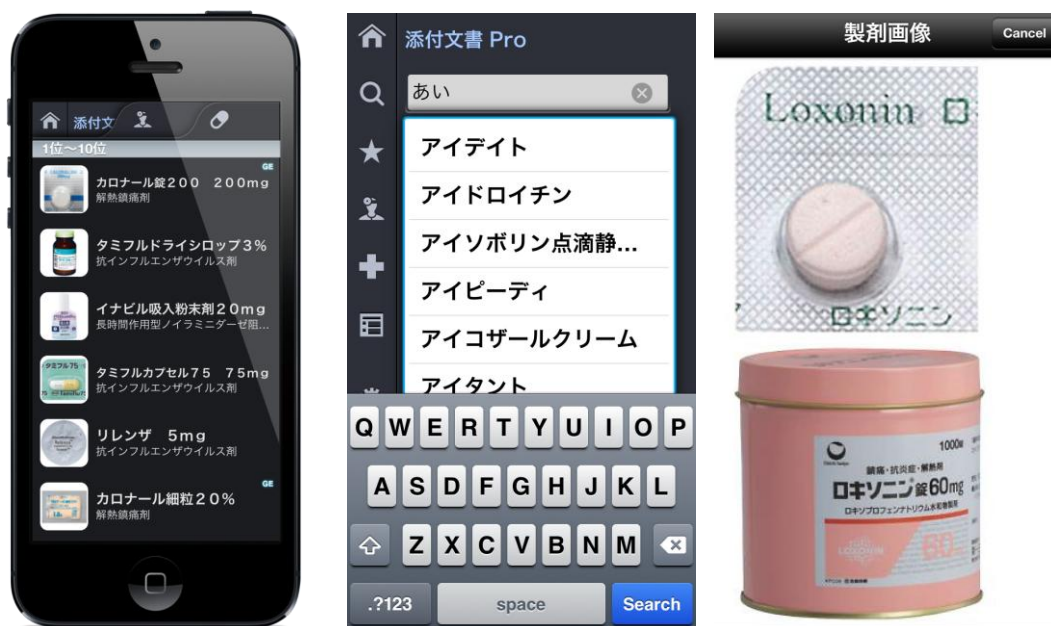 添付文
1位～10位
GE
カロナール錠200 200mg
解熱鎮痛剤
タミフルドライシロップ3%
抗インフルエンザウイルス剤
イナビル吸入粉末剤20mg
長時間作用型ノイラミニダーゼ阻...
タミフル75
タミフルカプセル75 75mg
抗インフルエンザウイルス剤
リレンザ 5mg
抗インフルエンザウイルス剤
GE
カロナール細粒20%
解熱鎮痛剤
添付文書 Pro
あい
アイデイト
アイドロイチン
アイソボリン点滴静...
アイピーディ
アイコザールクリーム
アイタント
Q W E R T Y U I O P
A S D F G H J K L
Z X C V B N M
.?123 space Search
製剤画像 Cancel
Loxonin ロ
ロキソニン
1000錠
鎮痛・抗炎症・解熱剤
ロキソニン錠60mg
ロキソプロフェンナトリウム水和物製剤
LOXONIN
60